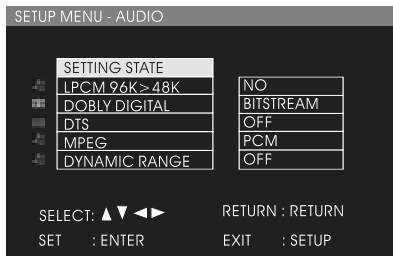 SETUP MENU - AUDIO
SETTING STATE
LPCM 96K>48K NO
DOBLY DIGITAL BITSTREAM
DTS OFF
MPEG PCM
DYNAMIC RANGE OFF
SELECT: ▲▼◄► RETURN : RETURN
SET : ENTER EXIT : SETUP